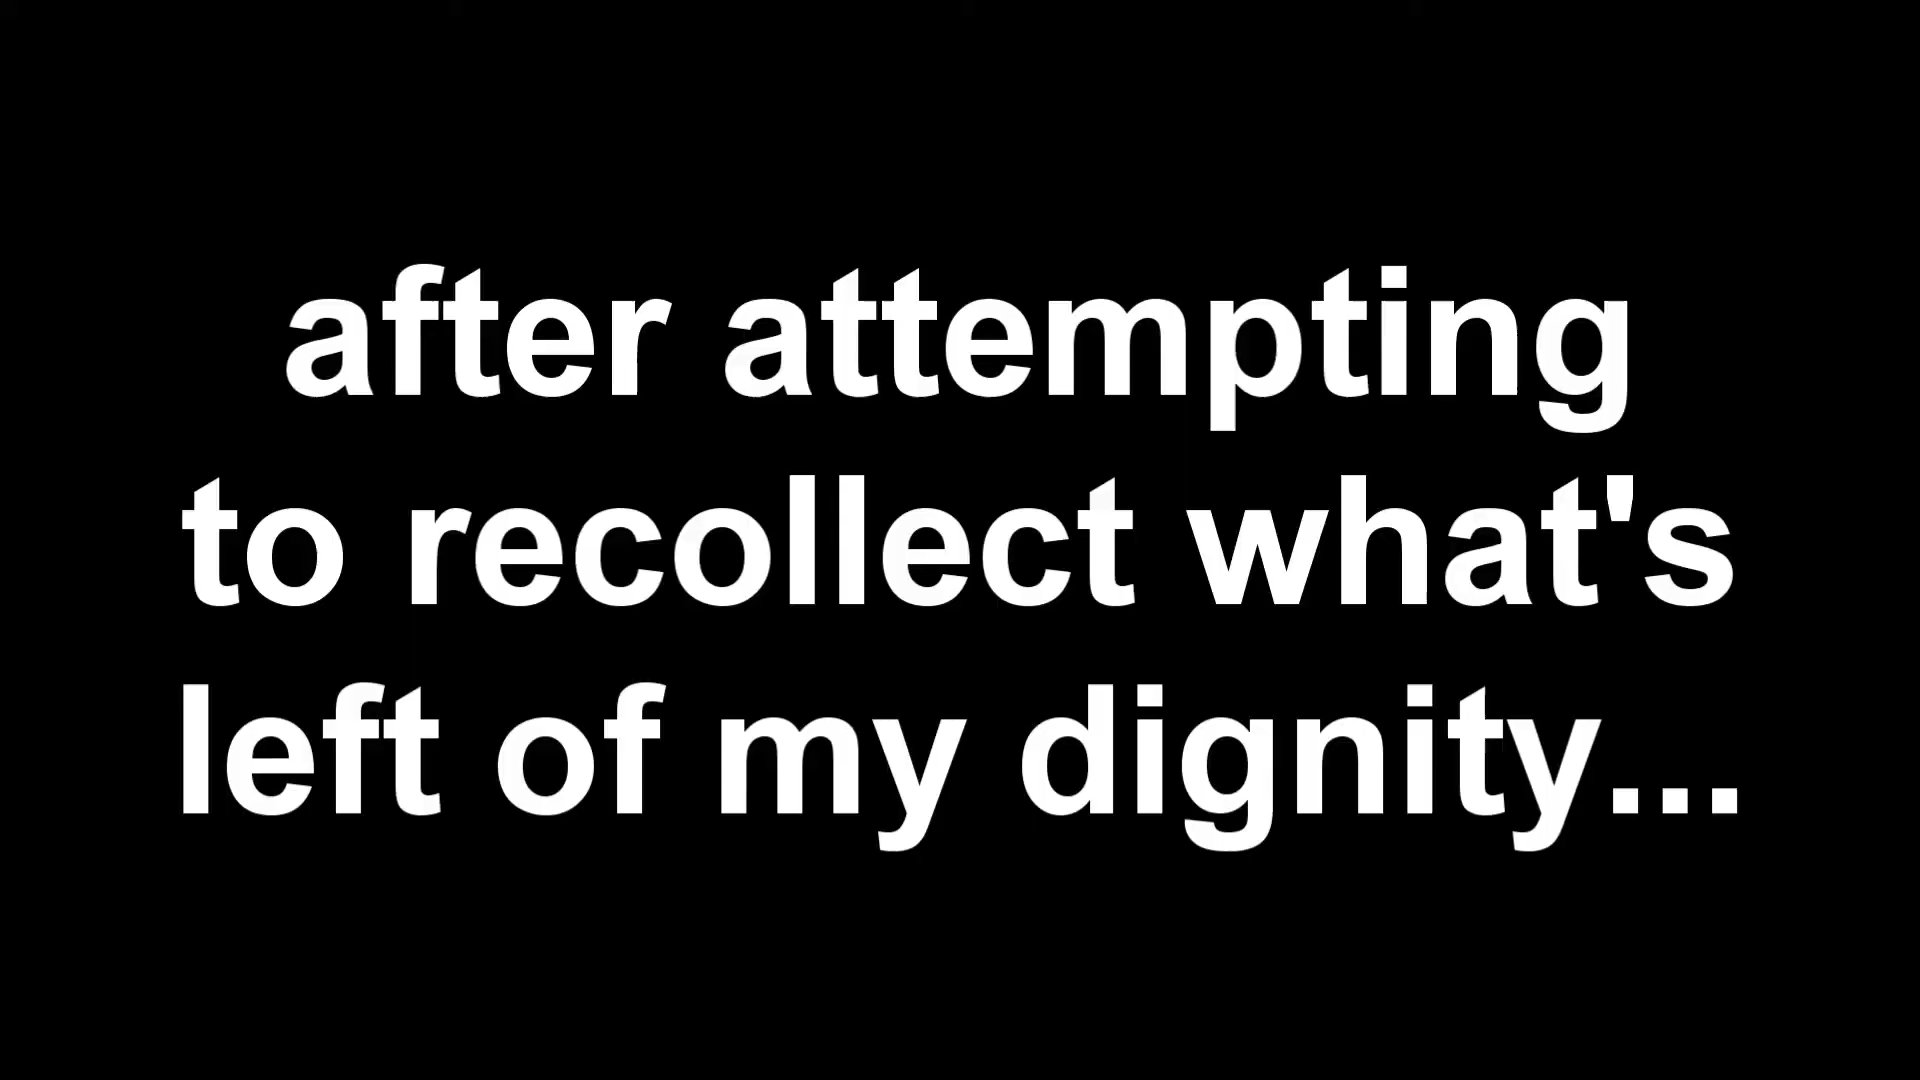 after attempting
to recollect what's
left of my dignity...